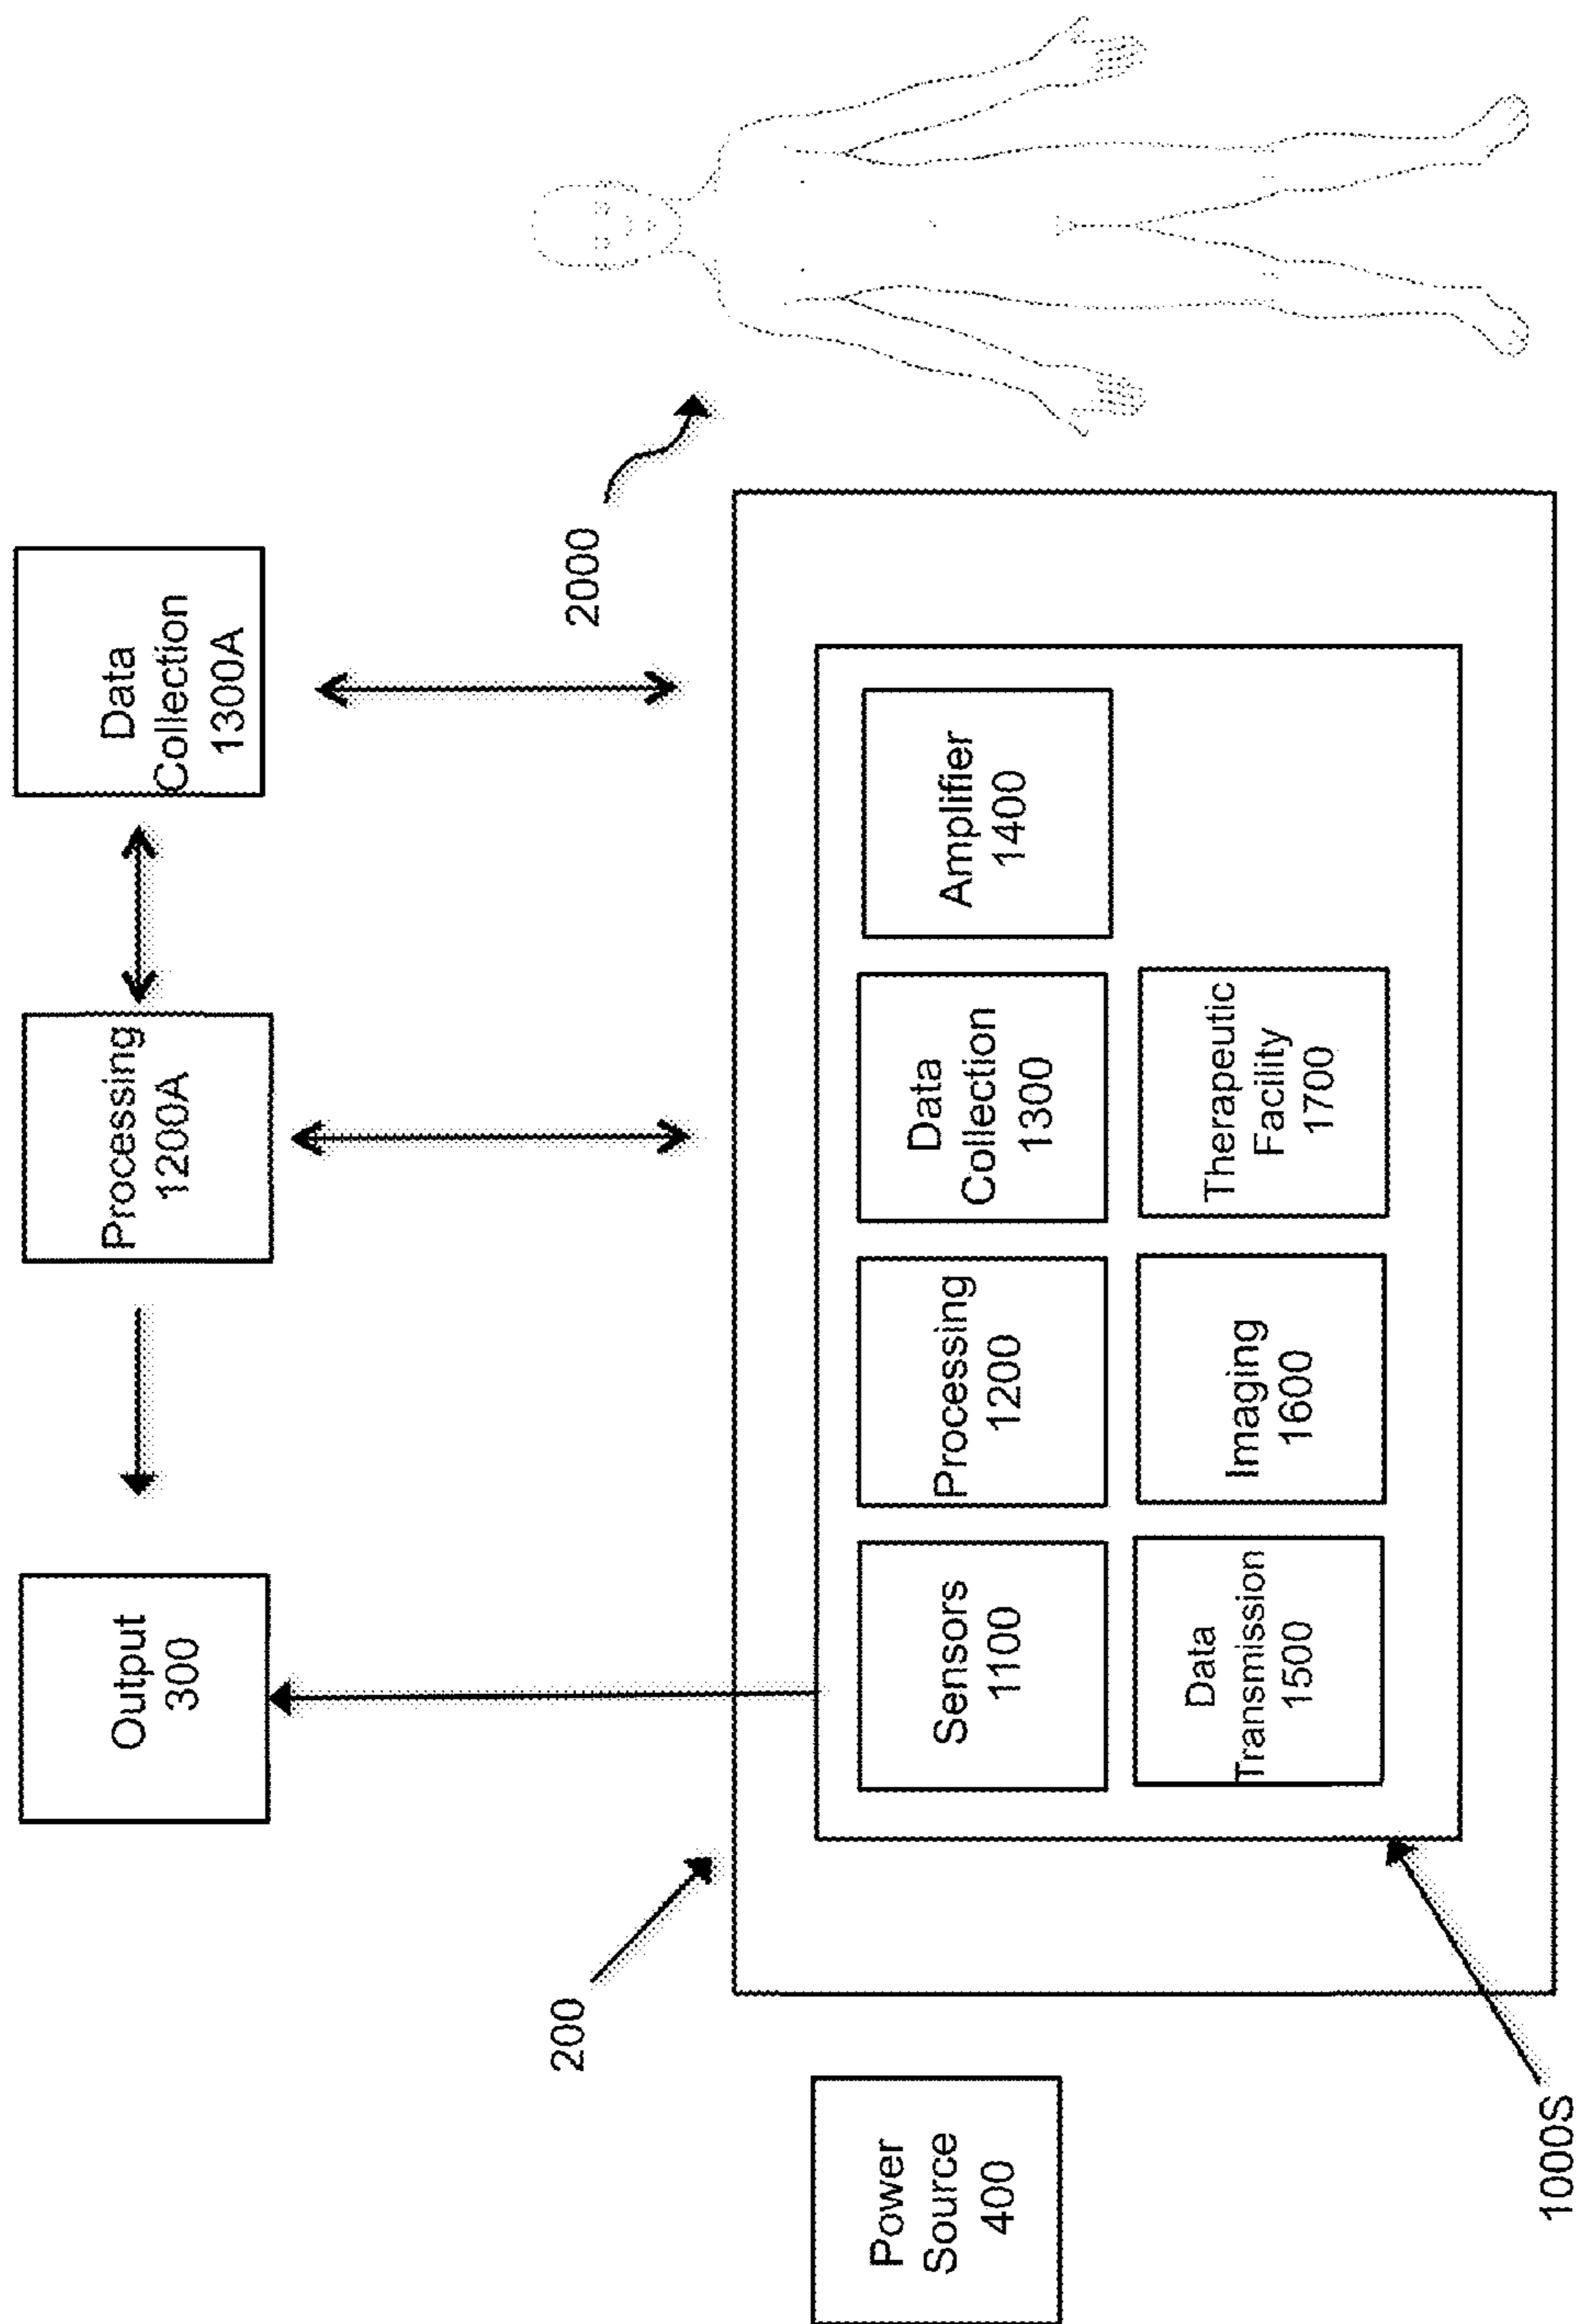 Output
300
Processing
1200A
Data
Collection
1300A
200
2000
Power
Source
400
Sensors
1100
Processing
1200
Data
Collection
1300
Amplifier
1400
Data
Transmission
1500
Imaging
1600
Therapeutic
Facility
1700
1000S